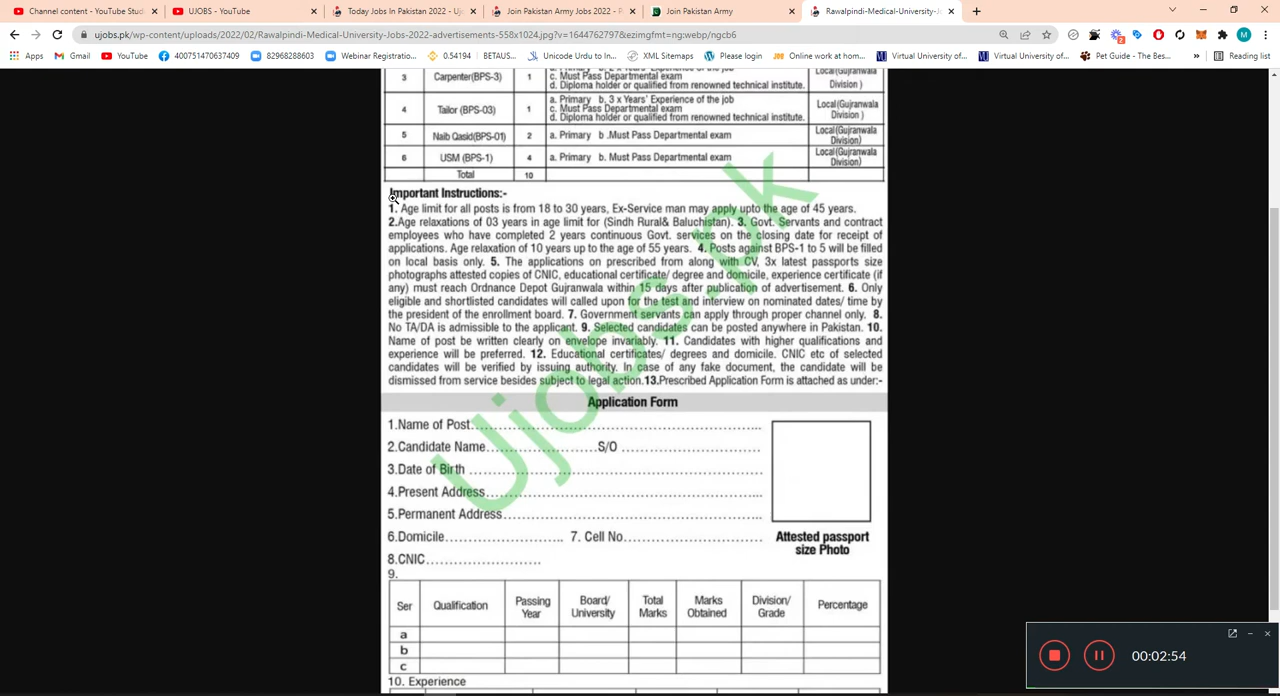 Channel content - YouTube Stud
UJOBS - YouTube
Today Jobs In Pakistan 2022 - Uj
Join Pakistan Army Jobs 2022 - P
Join Pakistan Army
Rawalpindi-Medical-University-J
ujobs.pk/wp-content/uploads/2022/02/Rawalpindi-Medical-University-Jobs-2022-advertisements-558x1024.jpg?v=1644762797&ezimgfmt=ng:webp/ngcb6
M
Apps
Gmail
YouTube
400751470637409
82968288603
Webinar Registratio...
0.54194 | BETAUS...
Unicode Urdu to In...
XML Sitemaps
Please login
Online work at hom...
Virtual University of...
Virtual University of...
Pet Guide - The Bes...
»
Reading list
3 Carpenter(BPS-3) 1
c. Must Pass Departmental exam
d. Diploma holder or qualified from renowned technical institute.
Local(Gujranwala
Division)
4 Tailor (BPS-03) 1
a. Primary b. 3 x Years' Experience of the job
c. Must Pass Departmental exam
d. Diploma holder or qualified from renowned technical institute.
Local(Gujranwala
Division )
5 Naib Qasid(BPS-01) 2 a. Primary b .Must Pass Departmental exam
Local(Gujranwala
Division)
6 USM (BPS-1) 4 a. Primary b. Must Pass Departmental exam
Local(Gujranwala
Division)
Total 10
Important Instructions:-
1. Age limit for all posts is from 18 to 30 years, Ex-Service man may apply upto the age of 45 years.
2.Age relaxations of 03 years in age limit for (Sindh Rural& Baluchistan). 3. Govt. Servants and contract
employees who have completed 2 years continuous Govt. services on the closing date for receipt of
applications. Age relaxation of 10 years up to the age of 55 years. 4. Posts against BPS-1 to 5 will be filled
on local basis only. 5. The applications on prescribed from along with CV, 3x latest passports size
photographs attested copies of CNIC, educational certificate/ degree and domicile, experience certificate (if
any) must reach Ordnance Depot Gujranwala within 15 days after publication of advertisement. 6. Only
eligible and shortlisted candidates will called upon for the test and interview on nominated dates/ time by
the president of the enrollment board. 7. Government servants can apply through proper channel only. 8.
No TA/DA is admissible to the applicant. 9. Selected candidates can be posted anywhere in Pakistan. 10.
Name of post be written clearly on envelope invariably. 11. Candidates with higher qualifications and
experience will be preferred. 12. Educational certificates/ degrees and domicile. CNIC etc of selected
candidates will be verified by issuing authority. In case of any fake document, the candidate will be
dismissed from service besides subject to legal action.13.Prescribed Application Form is attached as under:-
Ujobs.pk
Application Form
1.Name of Post
2.Candidate Name S/O
3.Date of Birth
4.Present Address
5.Permanent Address
6.Domicile 7. Cell No
8.CNIC
Attested passport
size Photo
9.
Ser Qualification Passing Year Board/ University Total Marks Marks Obtained Division/ Grade Percentage
a
b
c
10. Experience
00:02:54